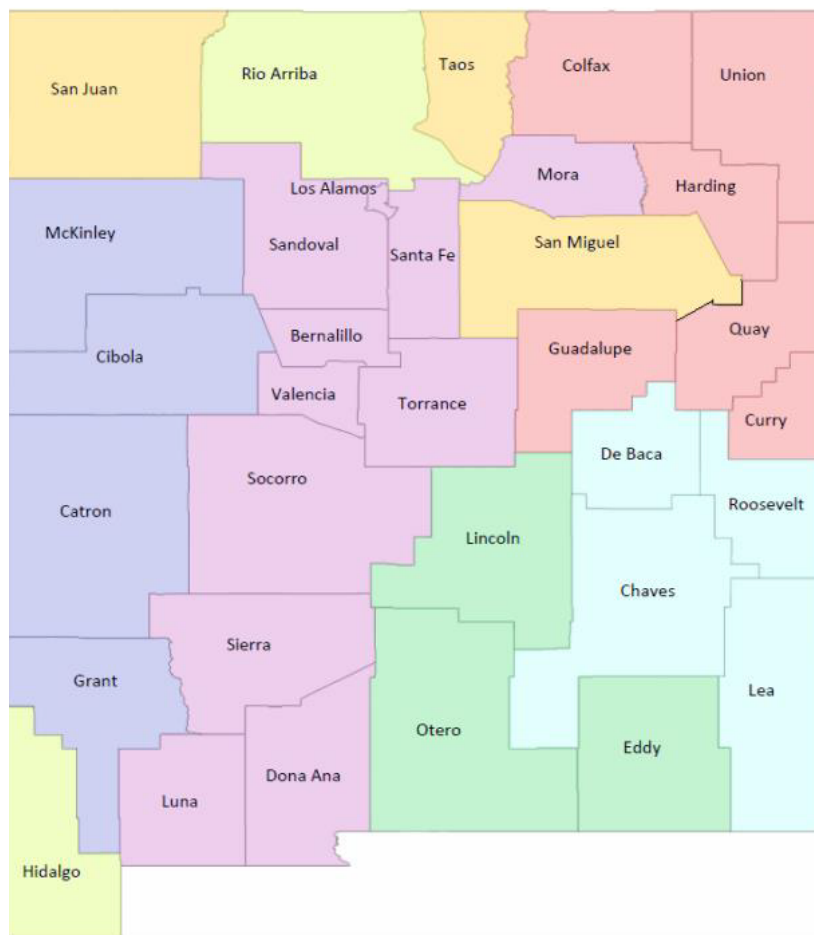 Taos
Colfax
Rio Arriba
Union
San Juan
Mora
Harding
Los Alamos
McKinley
Sandoval
San Miguel
Santa Fe
Quay
Bernalillo
Guadalupe
Cibola
Valencia
Torrance
Curry
De Baca
Socorro
Roosevelt
Catron
Lincoln
Chaves
Sierra
Grant
Lea
Otero
Eddy
Dona Ana
Luna
Hidalgo